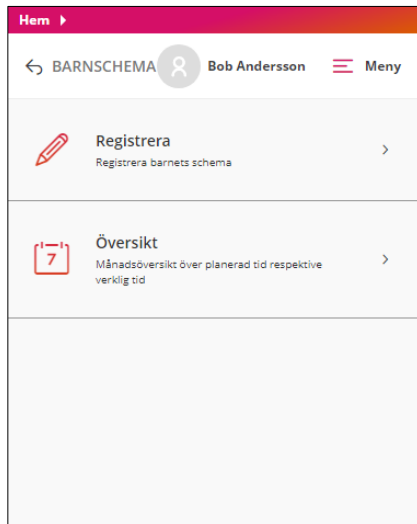 Hem
BARNSCHEMA Bob Andersson Meny
Registrera
Registrera barnets schema
7 Översikt
Månadsöversikt över planerad tid respektive
verklig tid